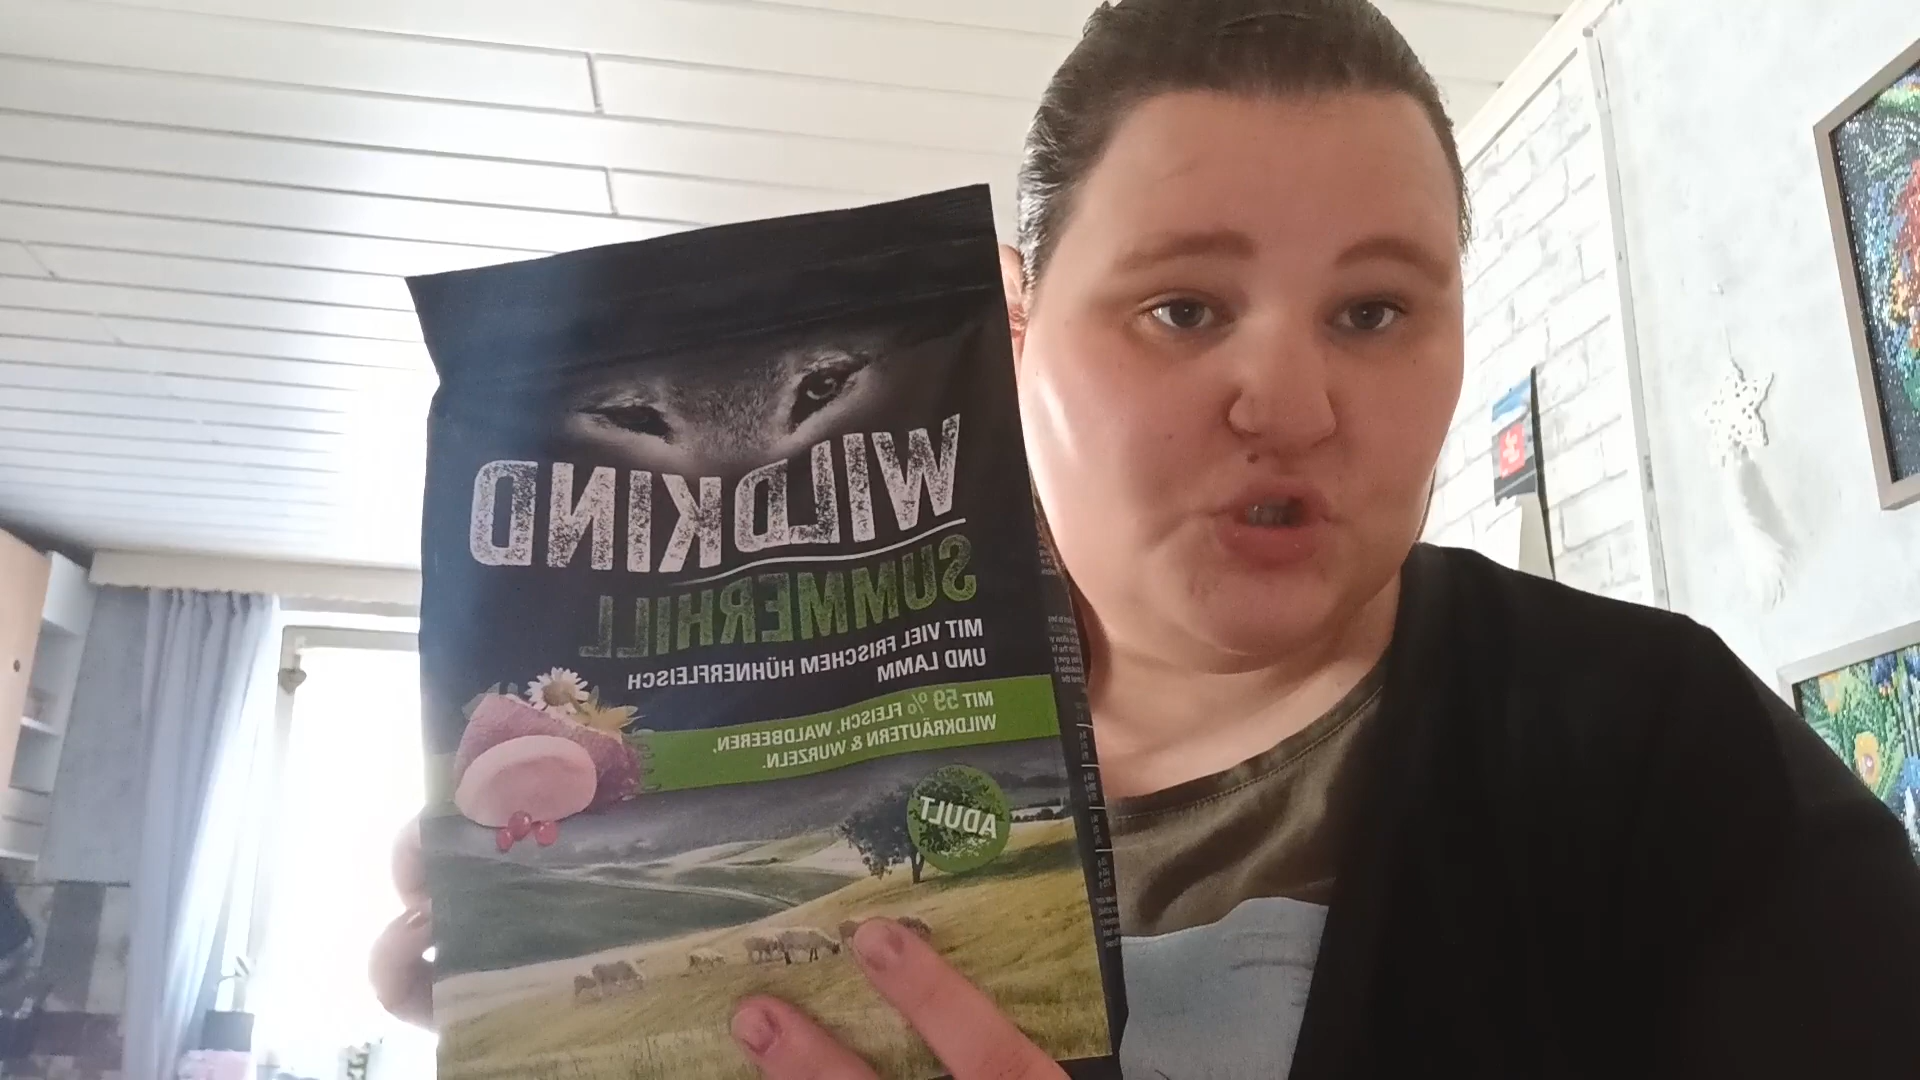 WILDKIND
SUMMERHILL
MIT VIEL FRISCHEM HÜHNERFLEISCH
UND LAMM
MIT 59 % FLEISCH, WALDBEEREN,
WILDKRÄUTERN & WURZELN.
ADULT